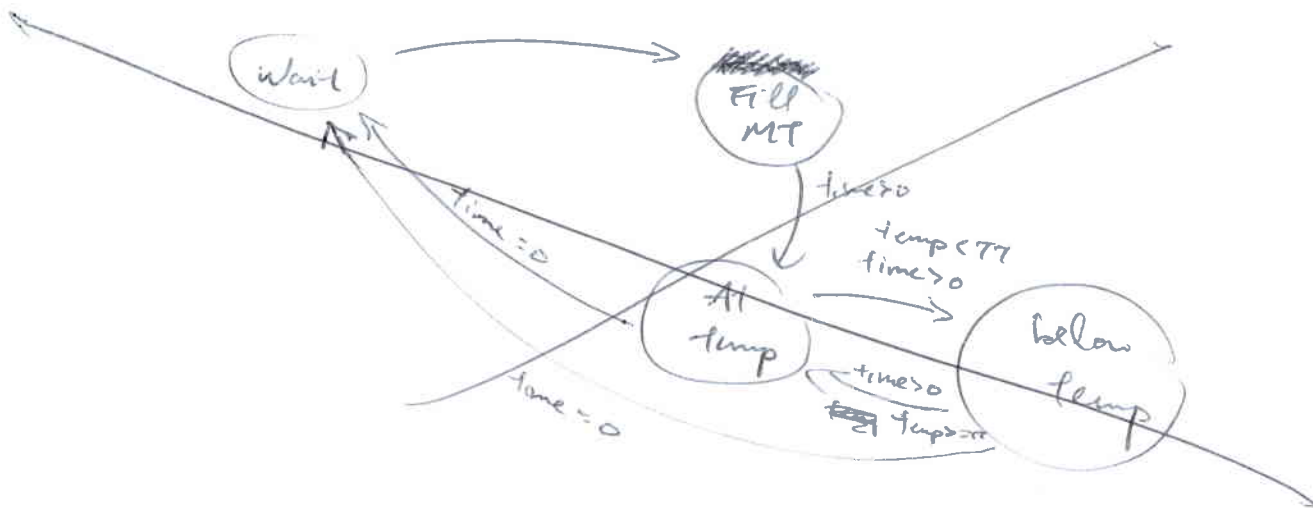 Wait
Fill
MT
time>0
temp<77
time>0
time=0
At
temp
below
temp
time>0
temp>=77
time=0